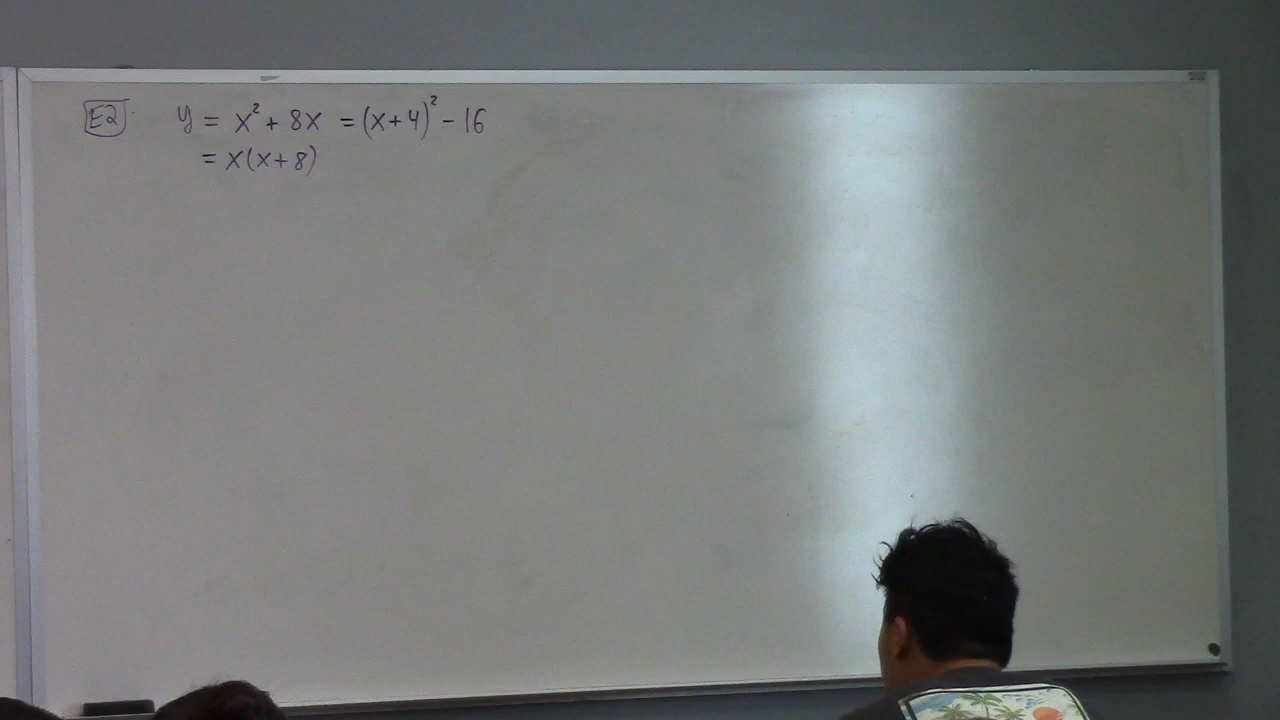 E2 y = x² + 8x = (x+4)² - 16
= x(x+8)